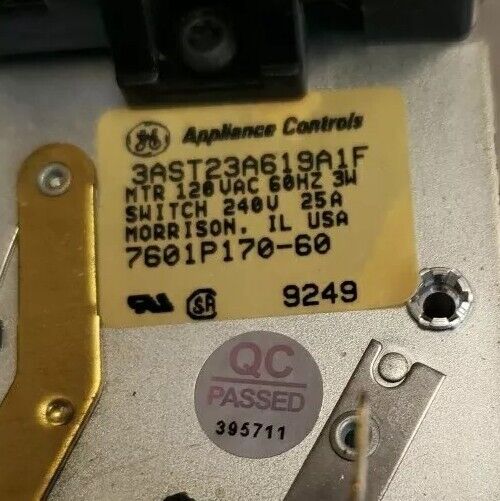 GE Appliance Controls
3AST23A619A1F
MTR 120VAC 60HZ 3W
SWITCH 240V 25A
MORRISON, IL USA
7601P170-60
9249
QC
PASSED
395711